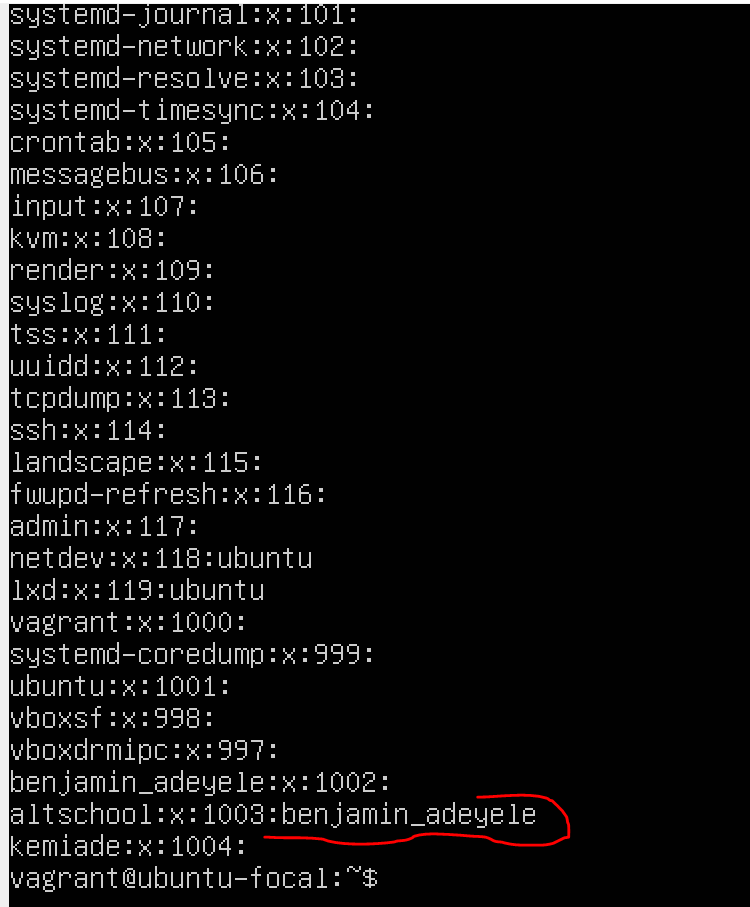 systemd-journal:x:101:
systemd-network:x:102:
systemd-resolve:x:103:
systemd-timesync:x:104:
crontab:x:105:
messagebus:x:106:
input:x:107:
kvm:x:108:
render:x:109:
syslog:x:110:
tss:x:111:
uuidd:x:112:
tcpdump:x:113:
ssh:x:114:
landscape:x:115:
fwupd-refresh:x:116:
admin:x:117:
netdev:x:118:ubuntu
lxd:x:119:ubuntu
vagrant:x:1000:
systemd-coredump:x:999:
ubuntu:x:1001:
vboxsf:x:998:
vboxdrmipc:x:997:
benjamin_adeyele:x:1002:
altschool:x:1003:benjamin_adeyele
kemiade:x:1004:
vagrant@ubuntu-focal:~$